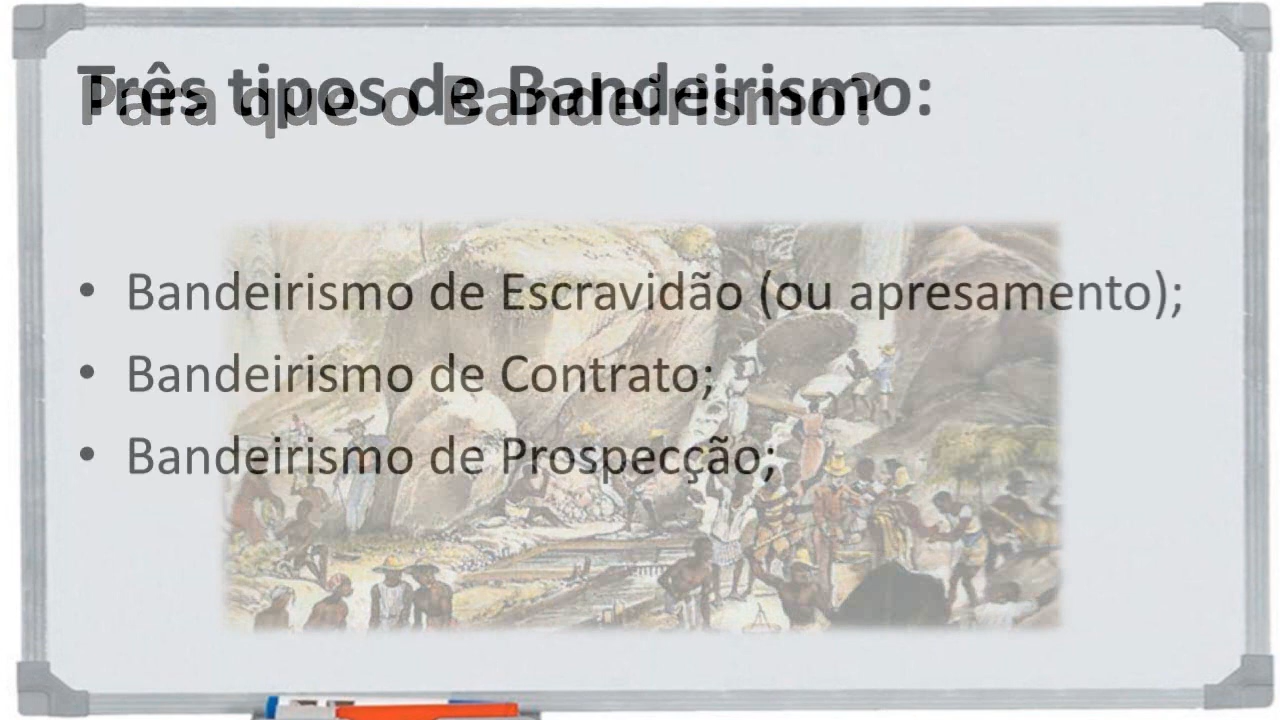 Três tipos de Bandeirismo:
Para que o Bandeirismo?
• Bandeirismo de Escravidão (ou apresamento);
• Bandeirismo de Contrato;
• Bandeirismo de Prospecção;